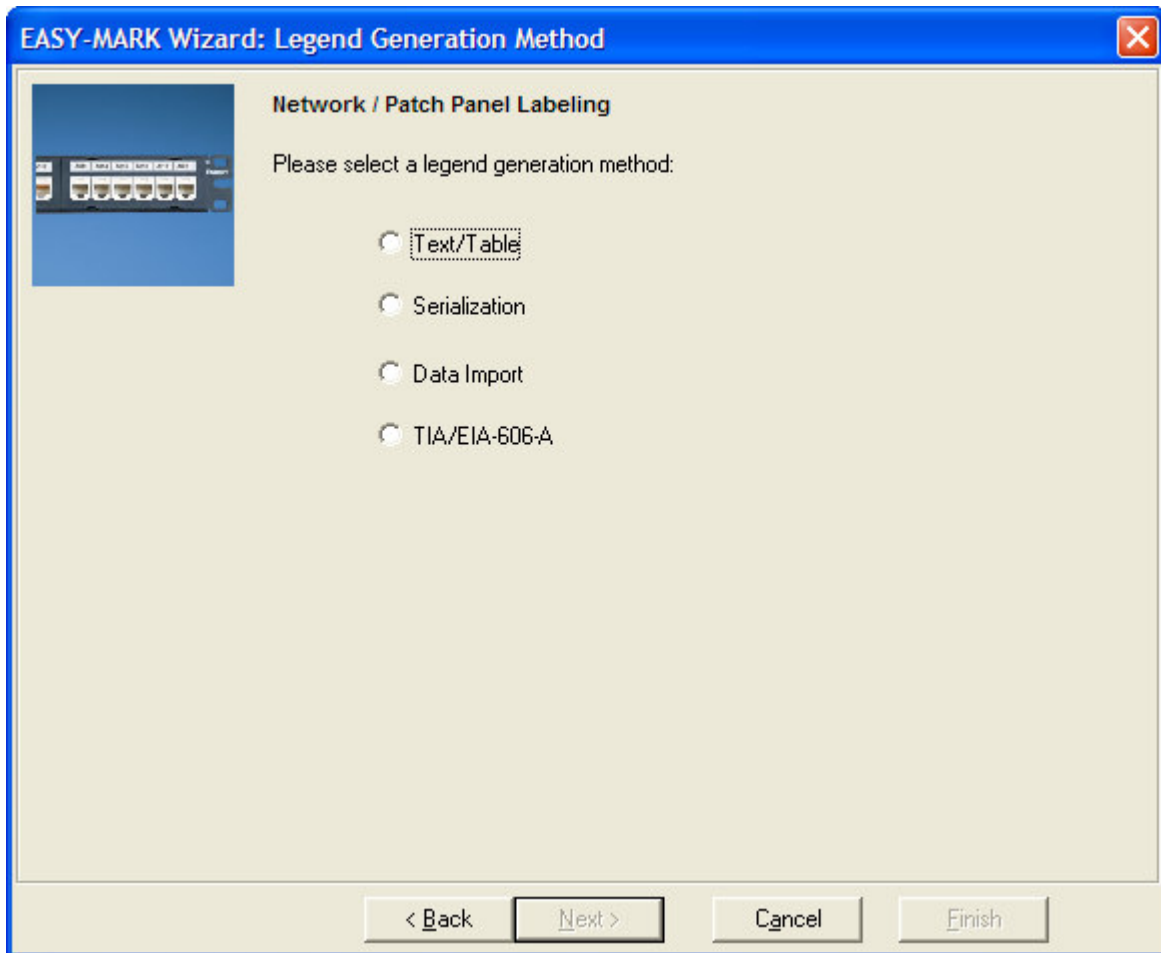 EASY-MARK Wizard: Legend Generation Method
Network / Patch Panel Labeling
Please select a legend generation method:
Text/Table
Serialization
Data Import
TIA/EIA-606-A
< Back
Next >
Cancel
Finish